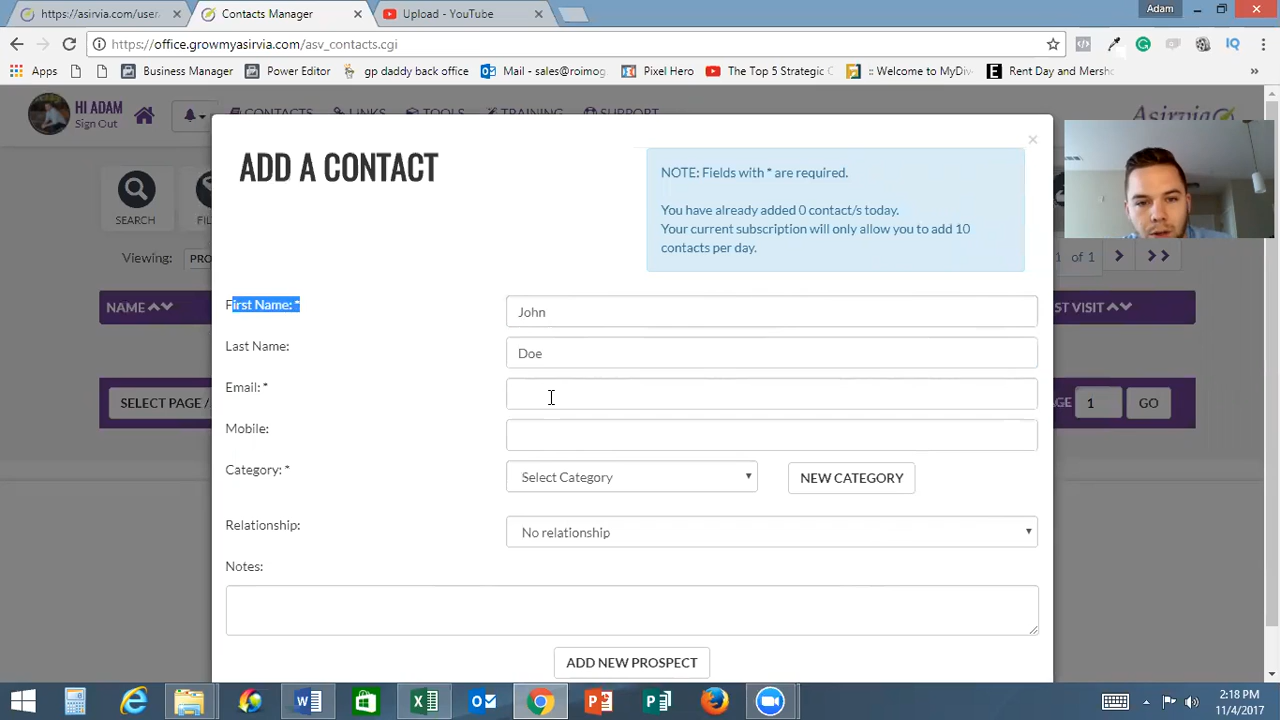 https://asirvia.com/user
Contacts Manager
Upload - YouTube
Adam
https://office.growmyasirvia.com/asv_contacts.cgi
Apps
Business Manager
Power Editor
gp daddy back office
Mail - sales@roimog
Pixel Hero
The Top 5 Strategic C
:: Welcome to MyDiv
Rent Day and Mersh
HI ADAM
Sign Out
CONTACTS
LINKS
TOOLS
TRAINING
SUPPORT
Asirvia
ADD A CONTACT
NOTE: Fields with * are required.
You have already added 0 contact/s today.
Your current subscription will only allow you to add 10
contacts per day.
SEARCH
FIL
Viewing:
PRO
1 of 1
NAME
ST VISIT
First Name: *
John
Last Name:
Doe
Email: *
SELECT PAGE /
GE
1
GO
Mobile:
Category: *
Select Category
NEW CATEGORY
Relationship:
No relationship
Notes:
ADD NEW PROSPECT
2:18 PM
11/4/2017